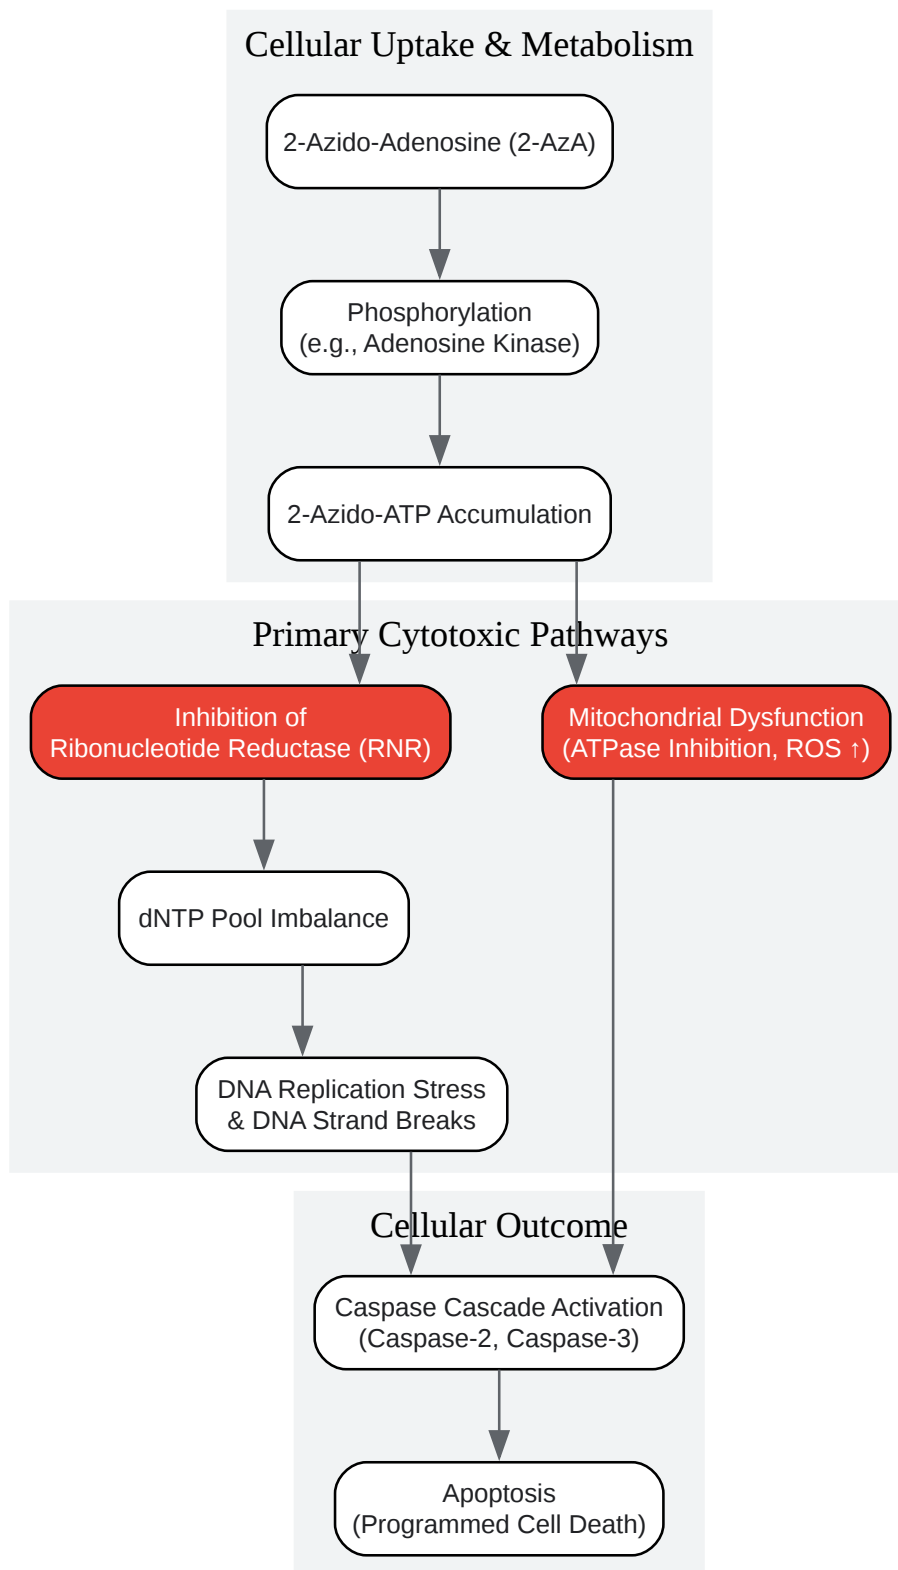 Cellular Uptake & Metabolism
2-Azido-Adenosine (2-AzA)
Phosphorylation
(e.g., Adenosine Kinase)
2-Azido-ATP Accumulation
Primary Cytotoxic Pathways
Inhibition of
Ribonucleotide Reductase (RNR)
Mitochondrial Dysfunction
(ATPase Inhibition, ROS ↑)
dNTP Pool Imbalance
DNA Replication Stress
& DNA Strand Breaks
Cellular Outcome
Caspase Cascade Activation
(Caspase-2, Caspase-3)
Apoptosis
(Programmed Cell Death)